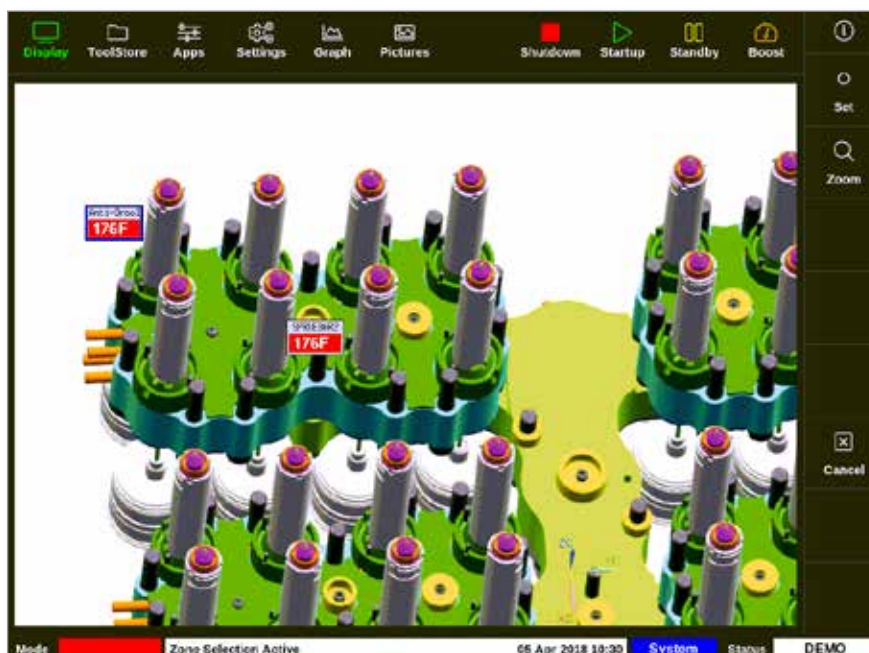 Display ToolStore Apps Settings Graph Pictures Shutdown Startup Standby Boost
Set
Zoom
176F
176F
Cancel
Mode Zone Selection Active 05 Apr 2018 10:30 System Status DEMO